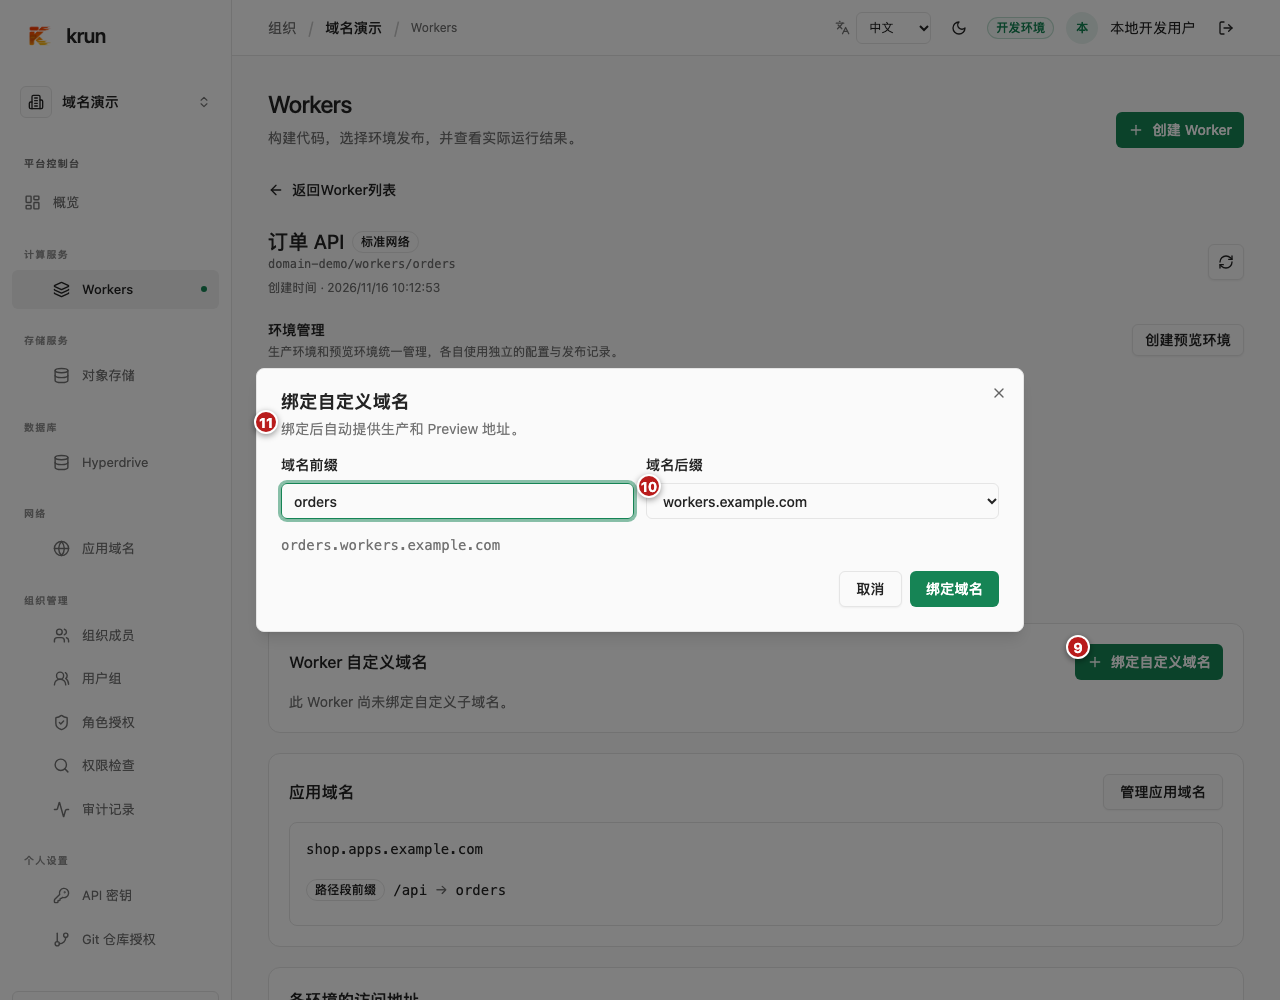 krun
组织 / 域名演示 / Workers
中文
开发环境
本
本地开发用户
域名演示
平台控制台
概览
计算服务
Workers
存储服务
对象存储
数据库
Hyperdrive
网络
应用域名
组织管理
组织成员
用户组
角色授权
权限检查
审计记录
个人设置
API 密钥
Git 仓库授权
Workers
构建代码，选择环境发布，并查看实际运行结果。
创建 Worker
返回Worker列表
订单 API 标准网络
domain-demo/workers/orders
创建时间 · 2026/11/16 10:12:53
环境管理
生产环境和预览环境统一管理，各自使用独立的配置与发布记录。
创建预览环境
绑定自定义域名
11
绑定后自动提供生产和 Preview 地址。
域名前缀
域名后缀
10
orders
workers.example.com
orders.workers.example.com
取消
绑定域名
9
Worker 自定义域名
绑定自定义域名
此 Worker 尚未绑定自定义子域名。
应用域名
管理应用域名
shop.apps.example.com
路径段前缀 /api → orders
各环境的访问地址